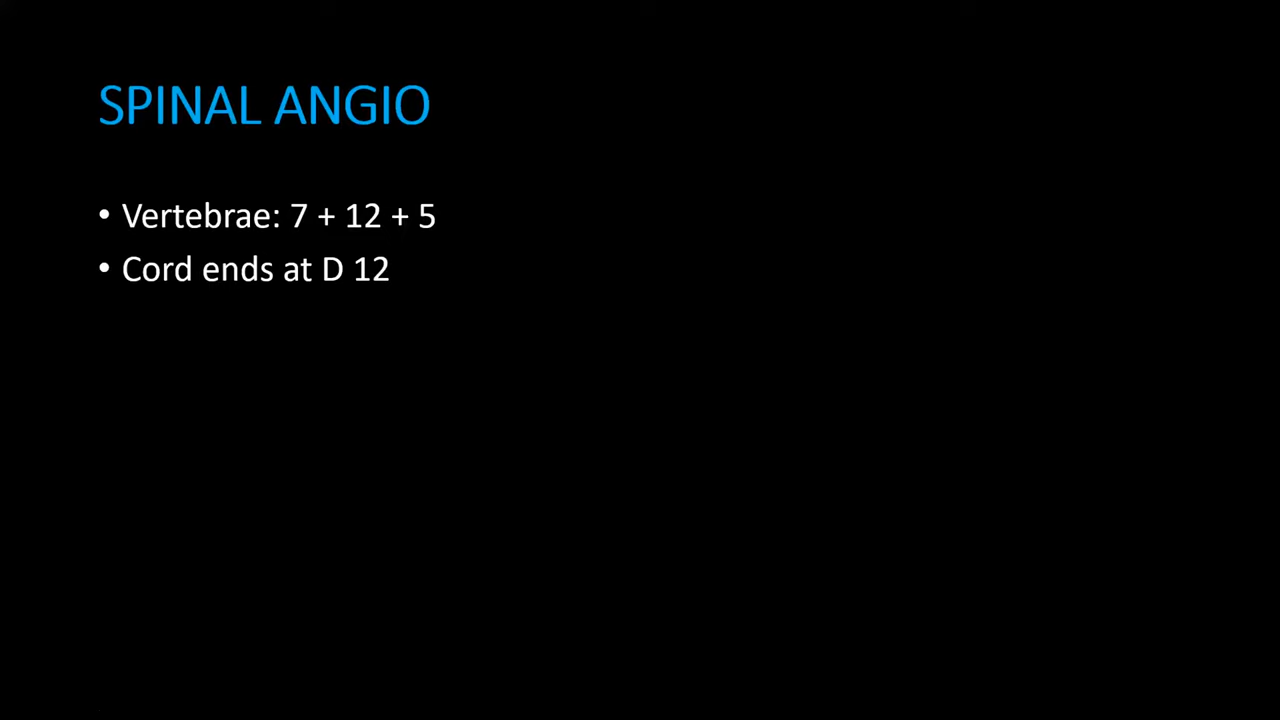 SPINAL ANGIO
• Vertebrae: 7 + 12 + 5
• Cord ends at D 12